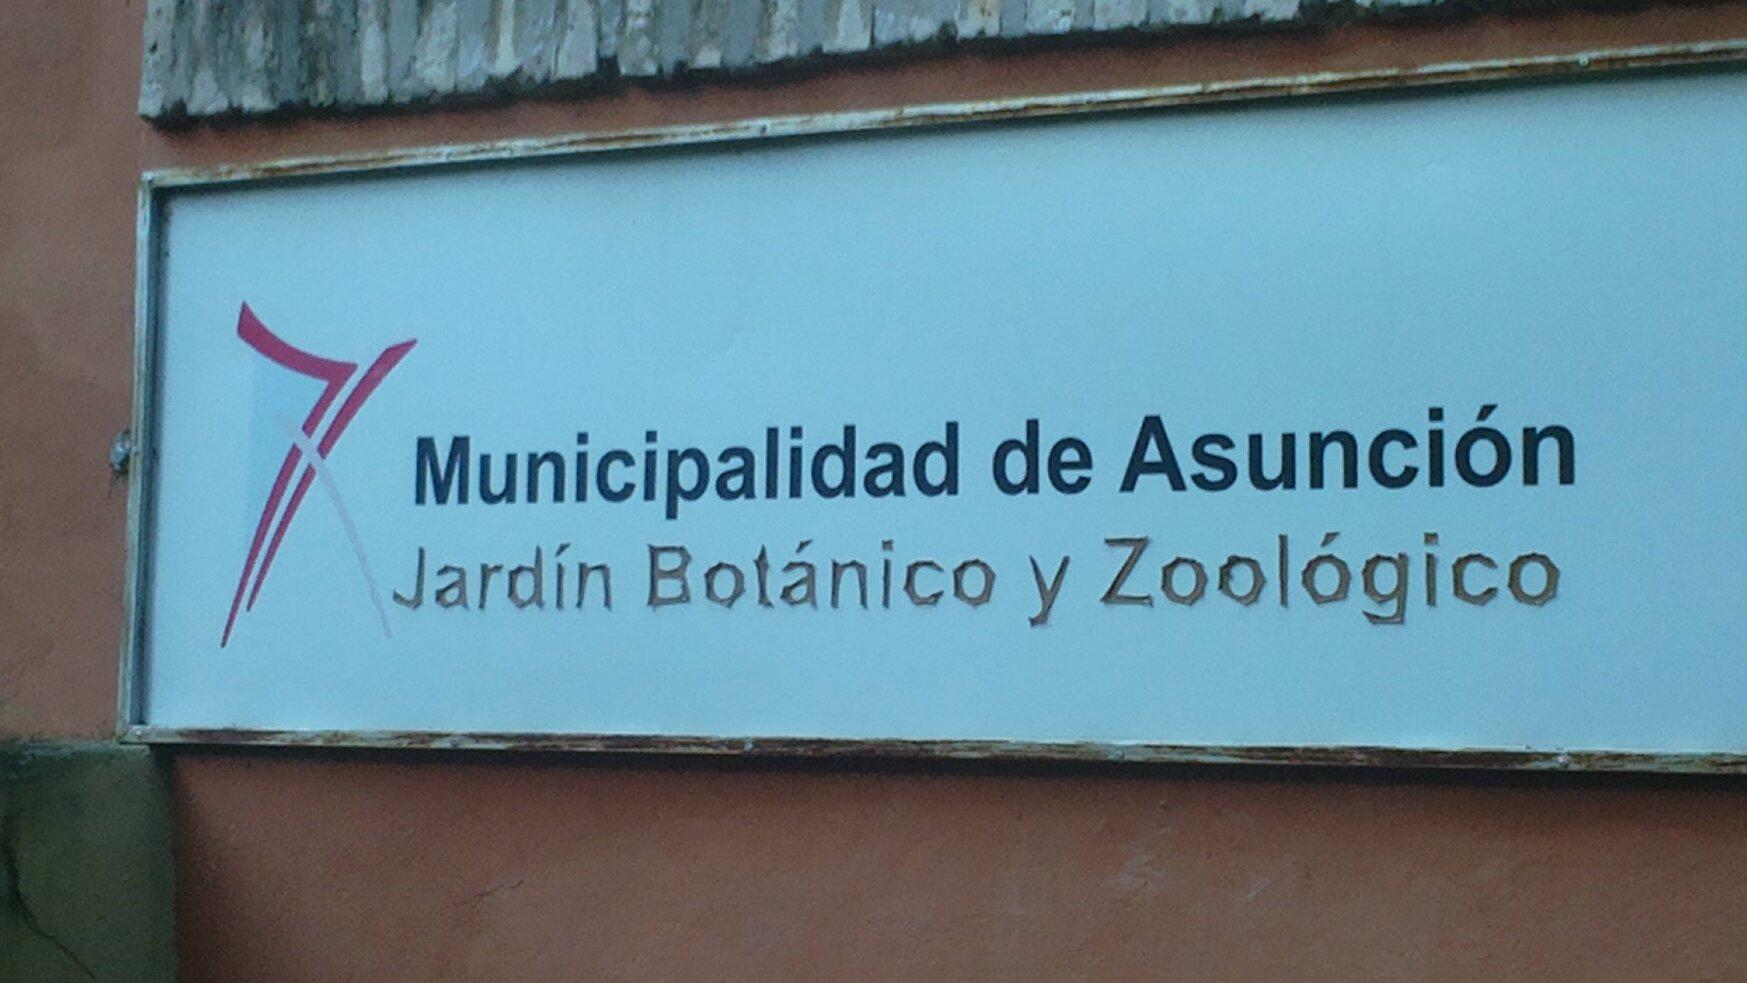 Municipalidad de Asunción
Jardín Botánico y Zoológico